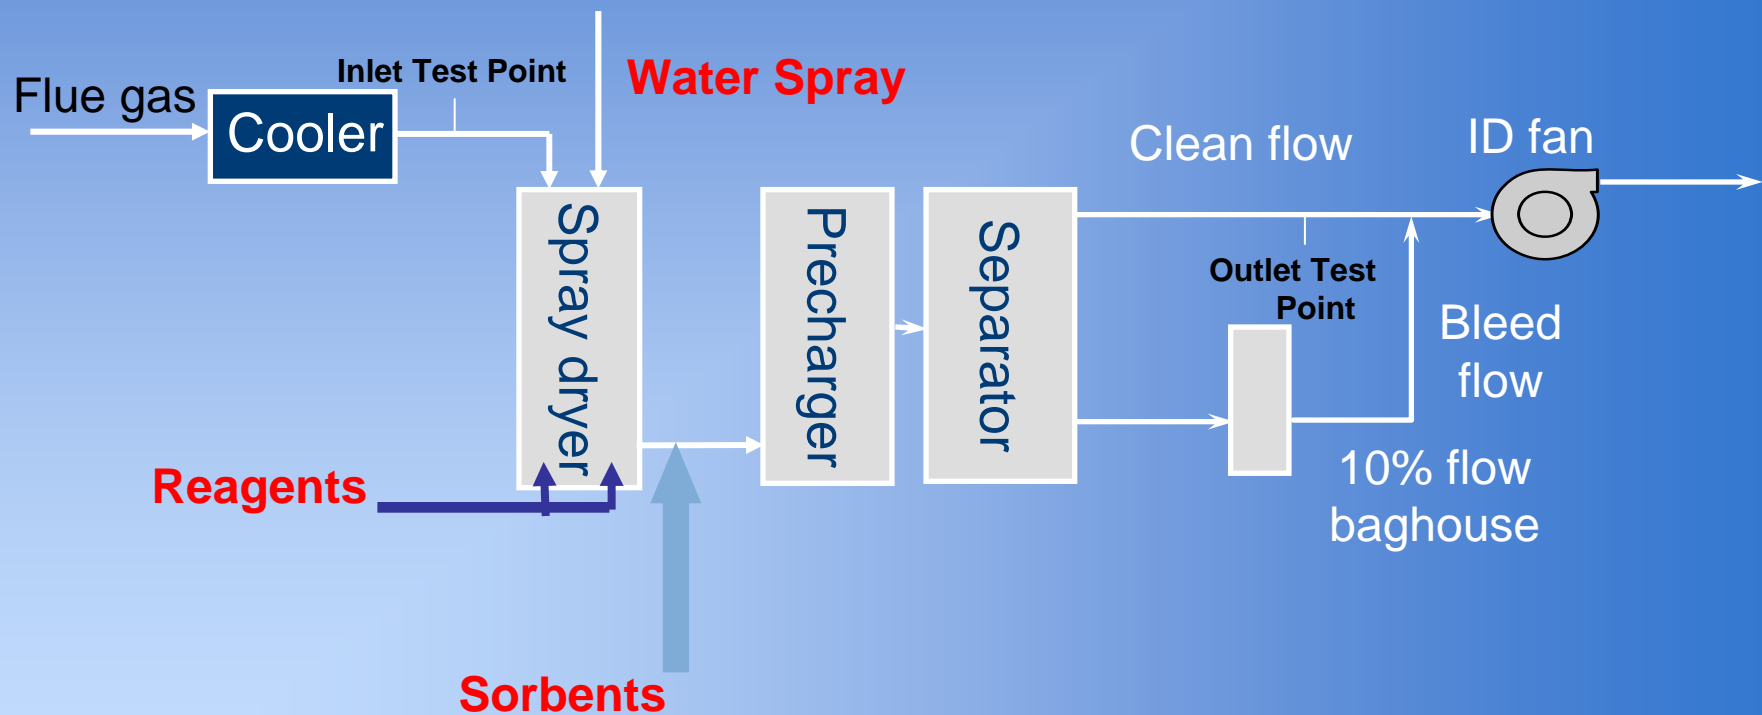 Flue gas
Cooler
Inlet Test Point
Water Spray
Spray dryer
Precharger
Separator
Clean flow
ID fan
Outlet Test
Point
Bleed
flow
10% flow
baghouse
Reagents
Sorbents